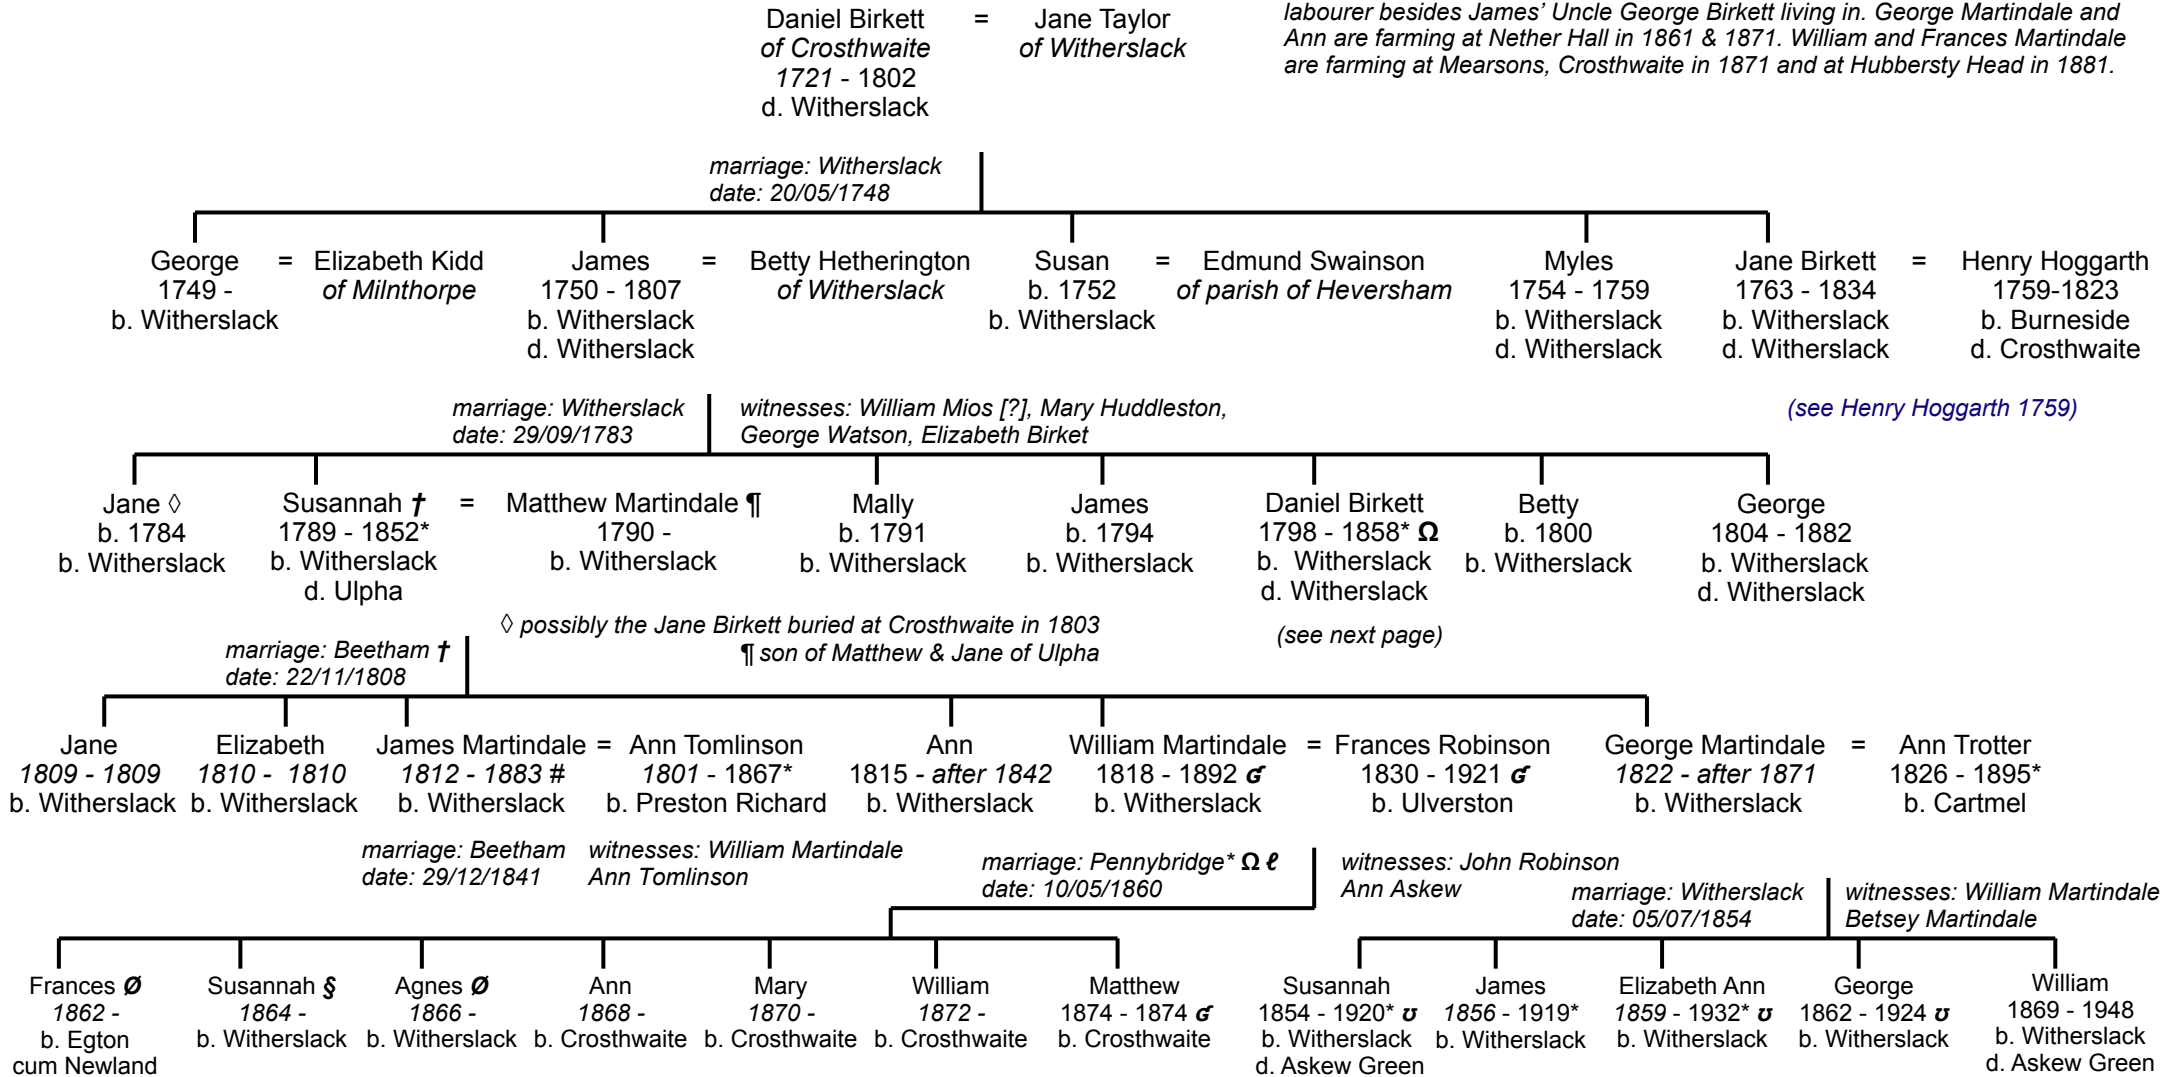 Daniel Birkett = Jane Taylor
of Crosthwaite of Witherslack
1721 - 1802
d. Witherslack
labourer besides James’ Uncle George Birkett living in. George Martindale and
Ann are farming at Nether Hall in 1861 & 1871. William and Frances Martindale
are farming at Mearsons, Crosthwaite in 1871 and at Hubbersty Head in 1881.
marriage: Witherslack
date: 20/05/1748
George = Elizabeth Kidd James = Betty Hetherington Susan = Edmund Swainson Myles Jane Birkett = Henry Hoggarth
1749 - of Milnthorpe 1750 - 1807 of Witherslack b. 1752 of parish of Heversham 1754 - 1759 1763 - 1834 1759-1823
b. Witherslack b. Witherslack b. Witherslack b. Witherslack b. Witherslack b. Burneside
d. Witherslack d. Witherslack d. Witherslack d. Crosthwaite
marriage: Witherslack witnesses: William Mios [?], Mary Huddleston, (see Henry Hoggarth 1759)
date: 29/09/1783 George Watson, Elizabeth Birket
Jane ◊ Susannah † = Matthew Martindale ¶ Mally James Daniel Birkett Betty George
b. 1784 1789 - 1852* 1790 - b. 1791 b. 1794 1798 - 1858* Ω b. 1800 1804 - 1882
b. Witherslack b. Witherslack b. Witherslack b. Witherslack b. Witherslack b. Witherslack b. Witherslack b. Witherslack
d. Ulpha d. Witherslack d. Witherslack
◊ possibly the Jane Birkett buried at Crosthwaite in 1803 (see next page)
marriage: Beetham † ¶ son of Matthew & Jane of Ulpha
date: 22/11/1808
Jane Elizabeth James Martindale = Ann Tomlinson Ann William Martindale = Frances Robinson George Martindale = Ann Trotter
1809 - 1809 1810 - 1810 1812 - 1883 # 1801 - 1867* 1815 - after 1842 1818 - 1892 ɠ 1830 - 1921 ɠ 1822 - after 1871 1826 - 1895*
b. Witherslack b. Witherslack b. Witherslack b. Preston Richard b. Witherslack b. Witherslack b. Ulverston b. Witherslack b. Cartmel
marriage: Beetham witnesses: William Martindale marriage: Pennybridge* Ω ℓ witnesses: John Robinson
date: 29/12/1841 Ann Tomlinson date: 10/05/1860 Ann Askew
marriage: Witherslack witnesses: William Martindale
date: 05/07/1854 Betsey Martindale
Frances Ø Susannah § Agnes Ø Ann Mary William Matthew Susannah James Elizabeth Ann George William
1862 - 1864 - 1866 - 1868 - 1870 - 1872 - 1874 - 1874 ɠ 1854 - 1920* ʊ 1856 - 1919* 1859 - 1932* ʊ 1862 - 1924 ʊ 1869 - 1948
b. Egton b. Witherslack b. Witherslack b. Crosthwaite b. Crosthwaite b. Crosthwaite b. Crosthwaite b. Witherslack b. Witherslack b. Witherslack b. Witherslack b. Witherslack
cum Newland d. Askew Green d. Askew Green